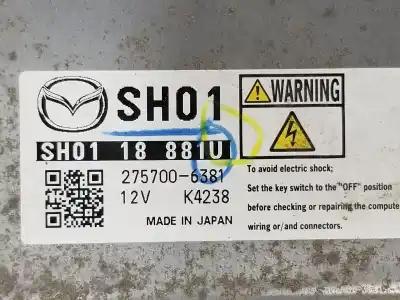 SH01
SH01 18 881U
275700-6381
12V K4238
MADE IN JAPAN
WARNING
To avoid electric shock;
Set the key switch to the "OFF" position
before checking or repairing the compute
wiring or/and connectors.